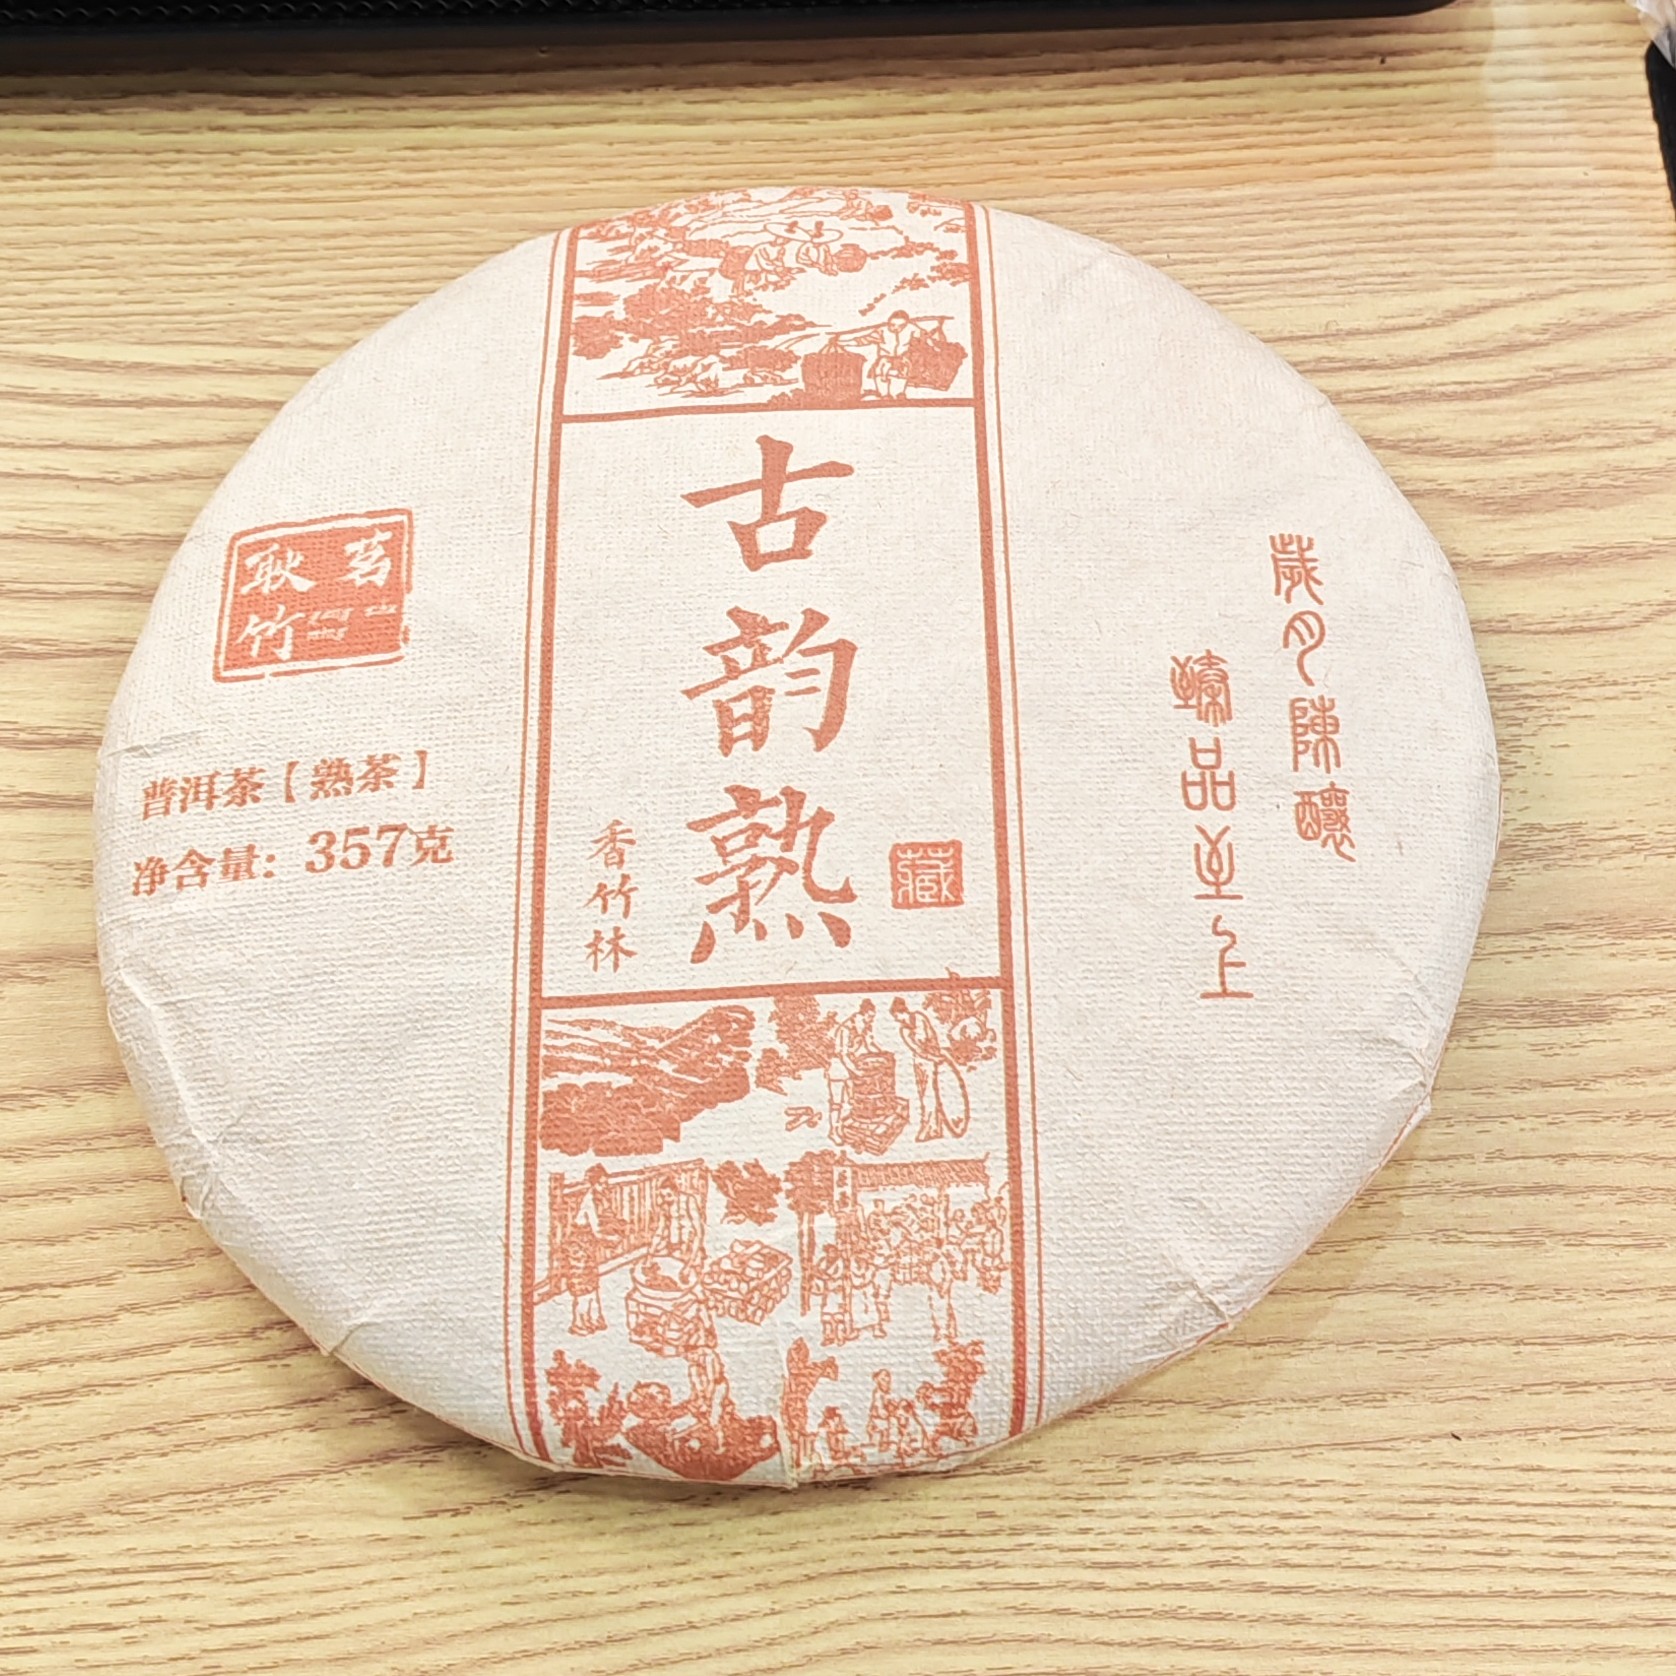 古韵熟
香竹林
藏
耿 茗
竹
普洱茶【熟茶】
净含量：357克
歲月陳釀
臻品至上